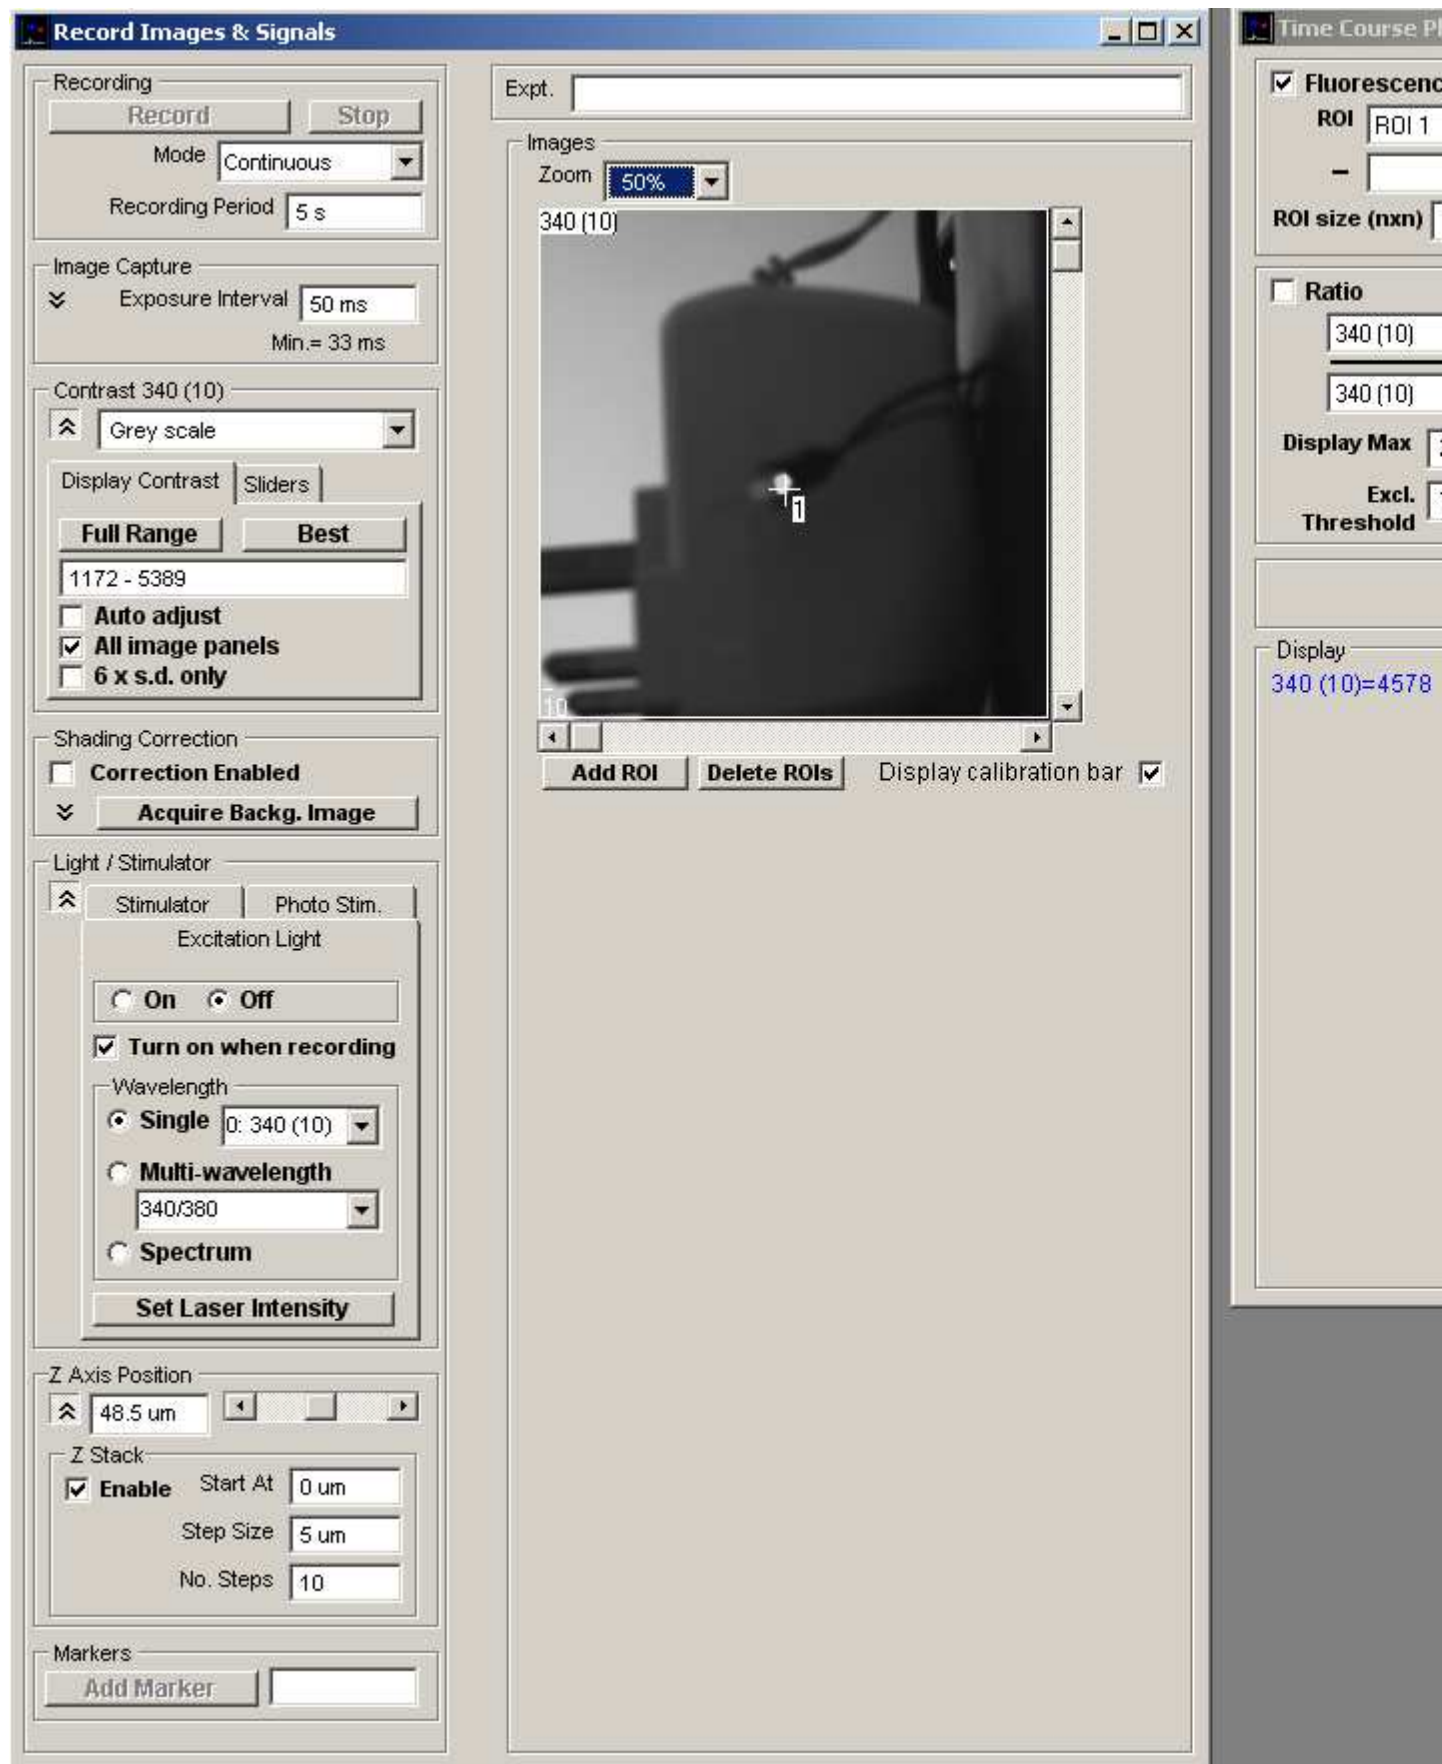 Record Images & Signals
Recording
Record Stop
Mode Continuous
Recording Period 5 s
Image Capture
Exposure Interval 50 ms
Min.= 33 ms
Contrast 340 (10)
Grey scale
Display Contrast Sliders
Full Range Best
1172 - 5389
Auto adjust
All image panels
6 x s.d. only
Shading Correction
Correction Enabled
Acquire Backg. Image
Light / Stimulator
Stimulator Photo Stim.
Excitation Light
On Off
Turn on when recording
Wavelength
Single 0: 340 (10)
Multi-wavelength
340/380
Spectrum
Set Laser Intensity
Z Axis Position
48.5 um
Z Stack
Enable Start At 0 um
Step Size 5 um
No. Steps 10
Markers
Add Marker
Expt.
Images
Zoom 50%
340 (10)
1
10
Add ROI Delete ROIs Display calibration bar
Time Course Pl
Fluorescenc
ROI ROI 1
–
ROI size (nxn)
Ratio
340 (10)
340 (10)
Display Max
Excl.
Threshold
Display
340 (10)=4578